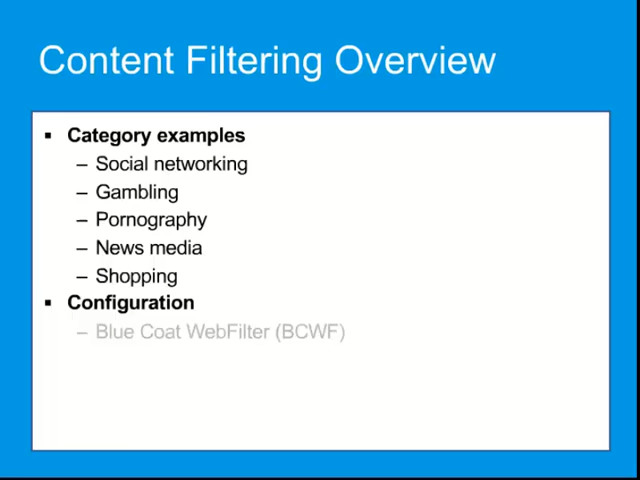 Content Filtering Overview
▪ Category examples
– Social networking
– Gambling
– Pornography
– News media
– Shopping
▪ Configuration
– Blue Coat WebFilter (BCWF)